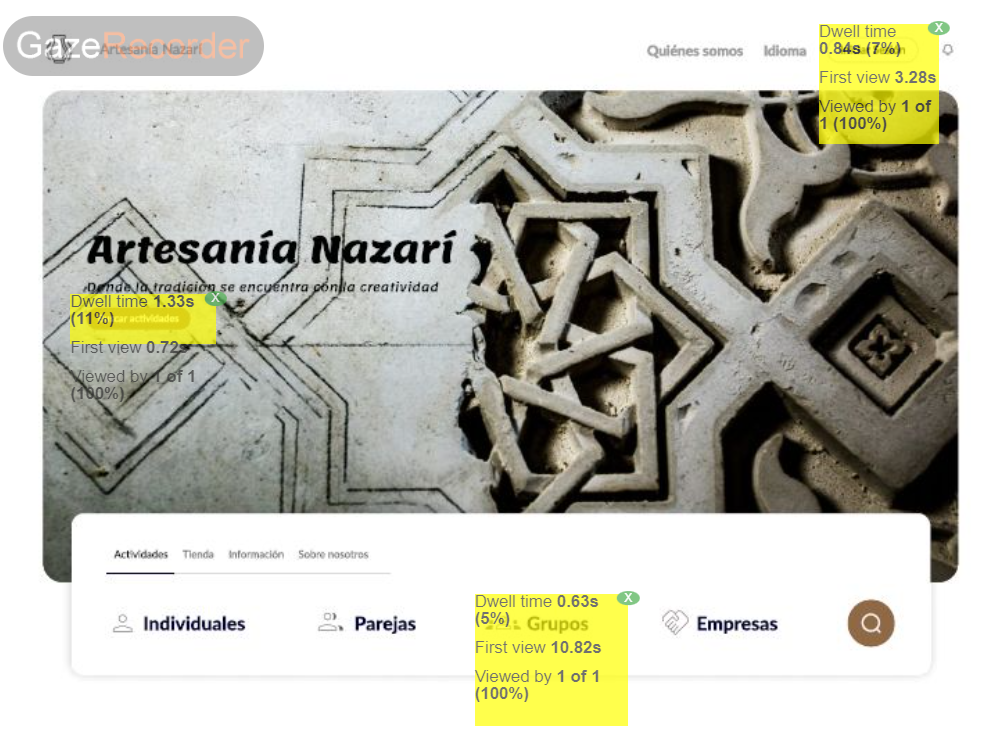 GazeRecorder
Artesanía Nazarí
Quiénes somos
Idioma
Dwell time
0.84s (7%)
First view 3.28s
Viewed by 1 of
1 (100%)
X
Artesanía Nazarí
Donde la tradición se encuentra con la creatividad
Dwell time 1.33s
(11%)
X
car actividades
First view 0.72s
Viewed by 1 of 1
(100%)
Actividades
Tienda
Información
Sobre nosotros
Individuales
Parejas
Dwell time 0.63s
(5%)
X
Grupos
First view 10.82s
Viewed by 1 of 1
(100%)
Empresas